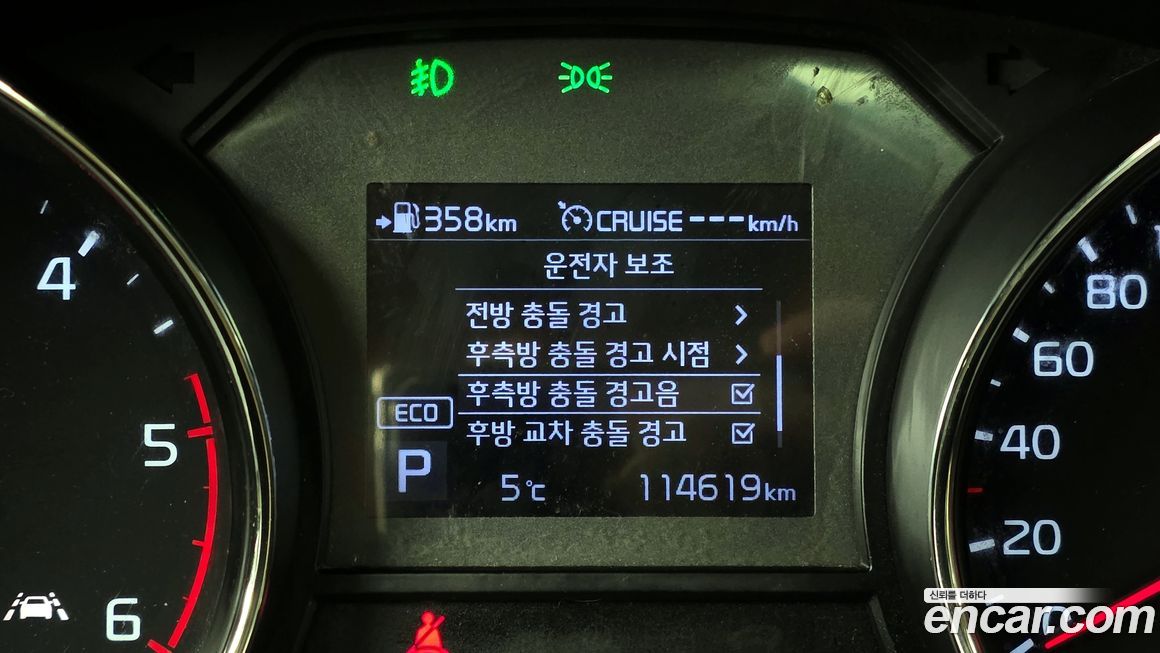 358km CRUISE ---km/h
운전자 보조
전방 충돌 경고
후측방 충돌 경고 시점
후측방 충돌 경고음
후방 교차 충돌 경고
ECO
P
5℃ 114619km
4
5
6
80
60
40
20
0
신뢰를 더하다
encar.com